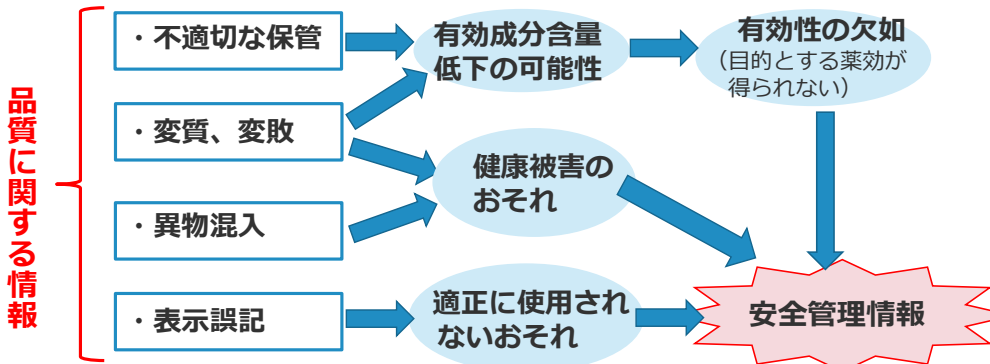 品質に関する情報
・不適切な保管
・変質、変敗
・異物混入
・表示誤記
有効成分含量
低下の可能性
健康被害の
おそれ
適正に使用され
ないおそれ
有効性の欠如
（目的とする薬効が
得られない）
安全管理情報